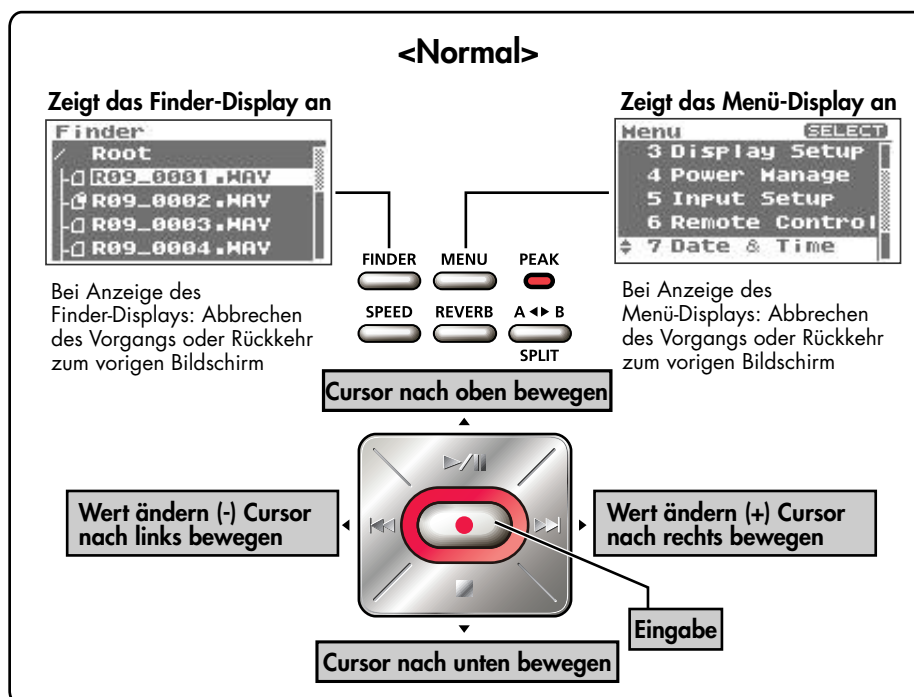 <Normal>
Zeigt das Finder-Display an
Finder
/ Root
R09_0001.WAV
R09_0002.WAV
R09_0003.WAV
R09_0004.WAV
Bei Anzeige des
Finder-Displays: Abbrechen
des Vorgangs oder Rückkehr
zum vorigen Bildschirm
Zeigt das Menü-Display an
Menu SELECT
3 Display Setup
4 Power Manage
5 Input Setup
6 Remote Control
7 Date & Time
Bei Anzeige des
Menü-Displays: Abbrechen
des Vorgangs oder Rückkehr
zum vorigen Bildschirm
FINDER MENU PEAK
SPEED REVERB A ◄► B
SPLIT
Cursor nach oben bewegen
Wert ändern (-) Cursor
nach links bewegen
Wert ändern (+) Cursor
nach rechts bewegen
Eingabe
Cursor nach unten bewegen